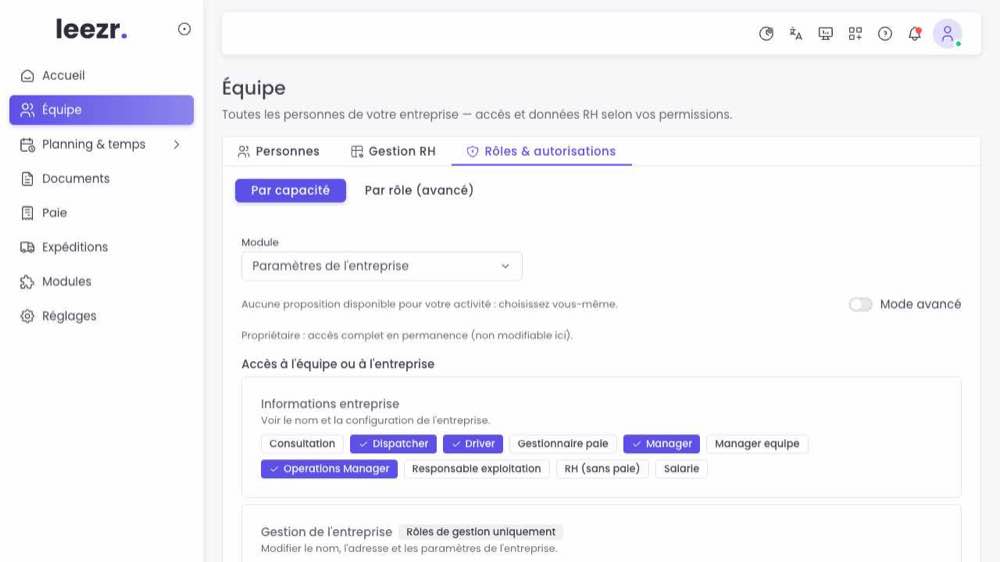 leezr.
Accueil
Équipe
Planning & temps
Documents
Paie
Expéditions
Modules
Réglages
Équipe
Toutes les personnes de votre entreprise — accès et données RH selon vos permissions.
Personnes
Gestion RH
Rôles & autorisations
Par capacité
Par rôle (avancé)
Module
Paramètres de l'entreprise
Aucune proposition disponible pour votre activité : choisissez vous-même.
Mode avancé
Propriétaire : accès complet en permanence (non modifiable ici).
Accès à l'équipe ou à l'entreprise
Informations entreprise
Voir le nom et la configuration de l'entreprise.
Consultation
Dispatcher
Driver
Gestionnaire paie
Manager
Manager equipe
Operations Manager
Responsable exploitation
RH (sans paie)
Salarie
Gestion de l'entreprise
Rôles de gestion uniquement
Modifier le nom, l'adresse et les paramètres de l'entreprise.